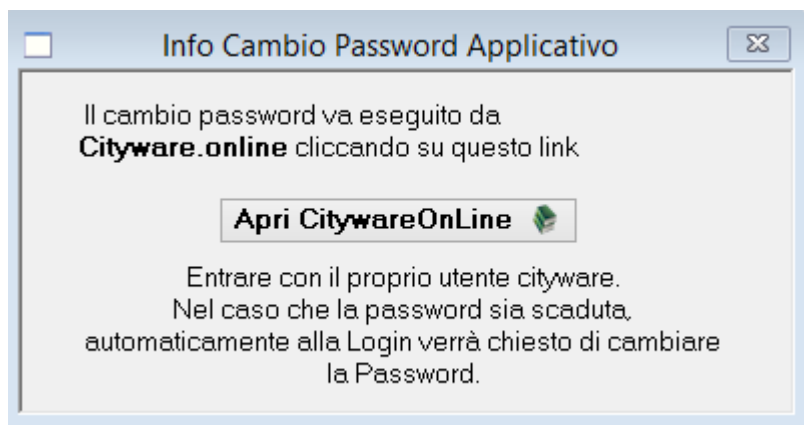 Info Cambio Password Applicativo
Il cambio password va eseguito da
Cityware.online cliccando su questo link
Apri CitywareOnLine
Entrare con il proprio utente cityware.
Nel caso che la password sia scaduta,
automaticamente alla Login verrà chiesto di cambiare
la Password.